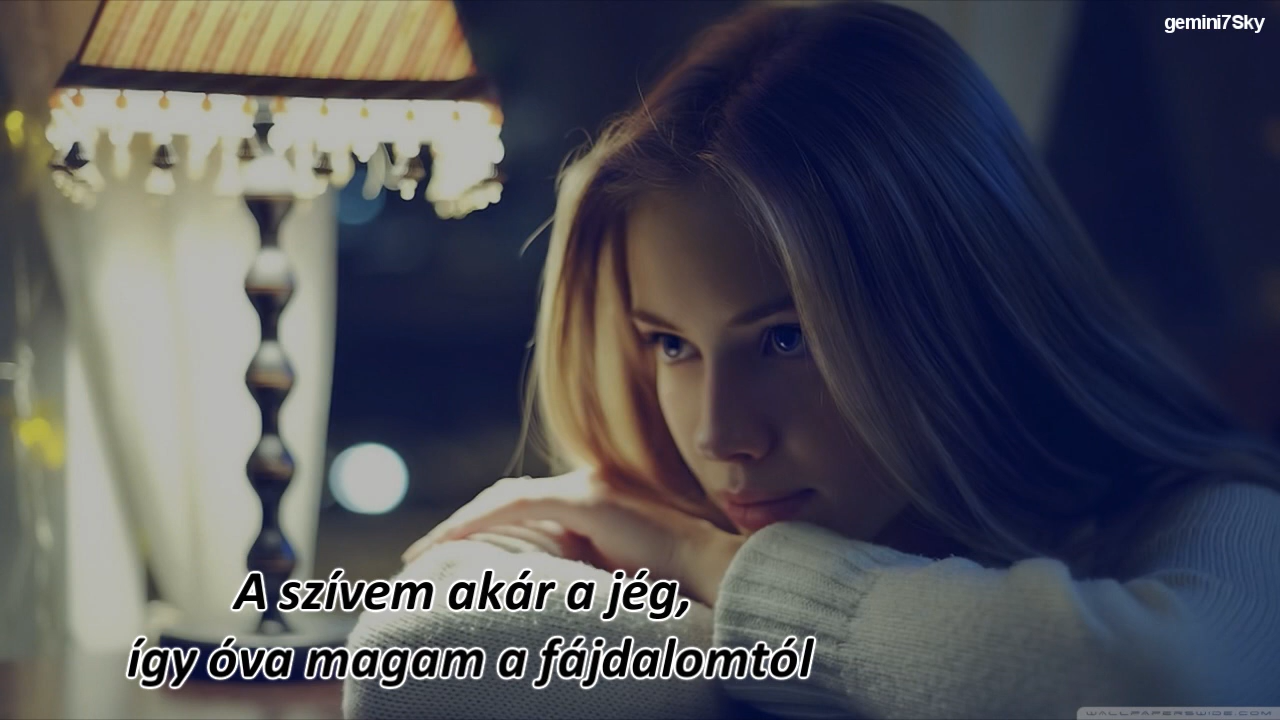 gemini7Sky
A szívem akár a jég,
így óva magam a fájdalomtól
WALLPAPERSWIDE.COM